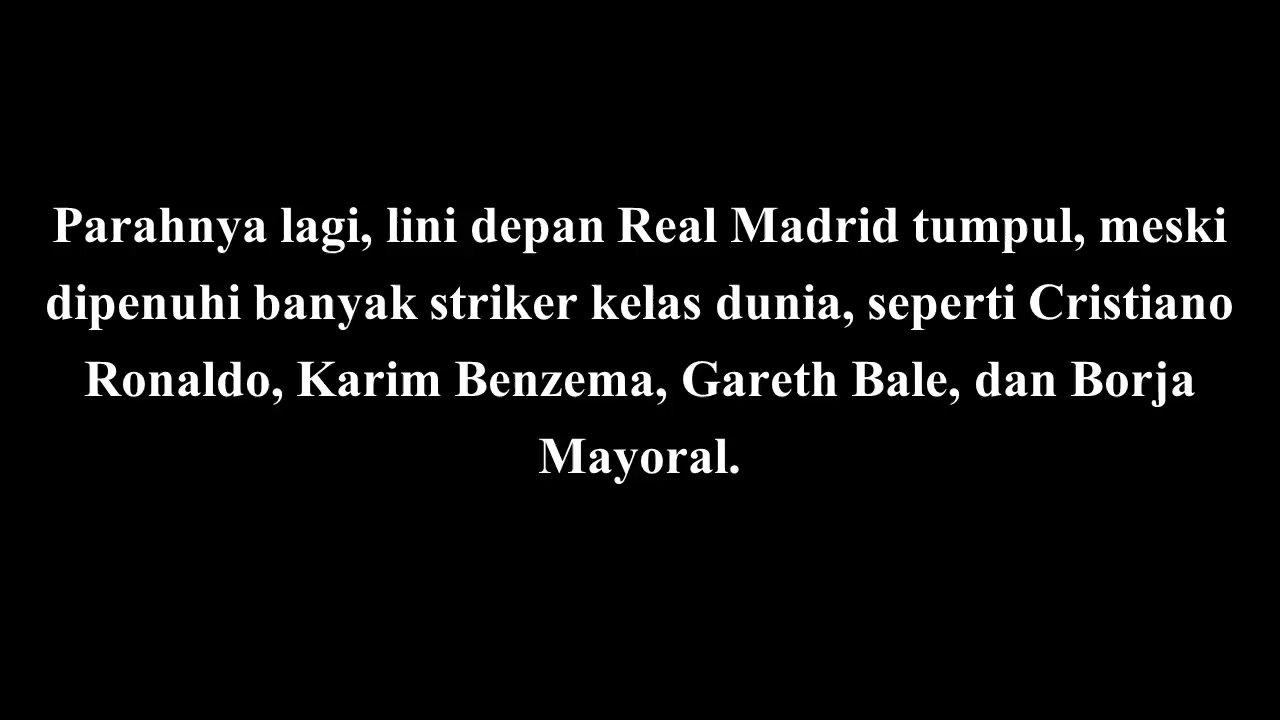 Parahnya lagi, lini depan Real Madrid tumpul, meski
dipenuhi banyak striker kelas dunia, seperti Cristiano
Ronaldo, Karim Benzema, Gareth Bale, dan Borja
Mayoral.